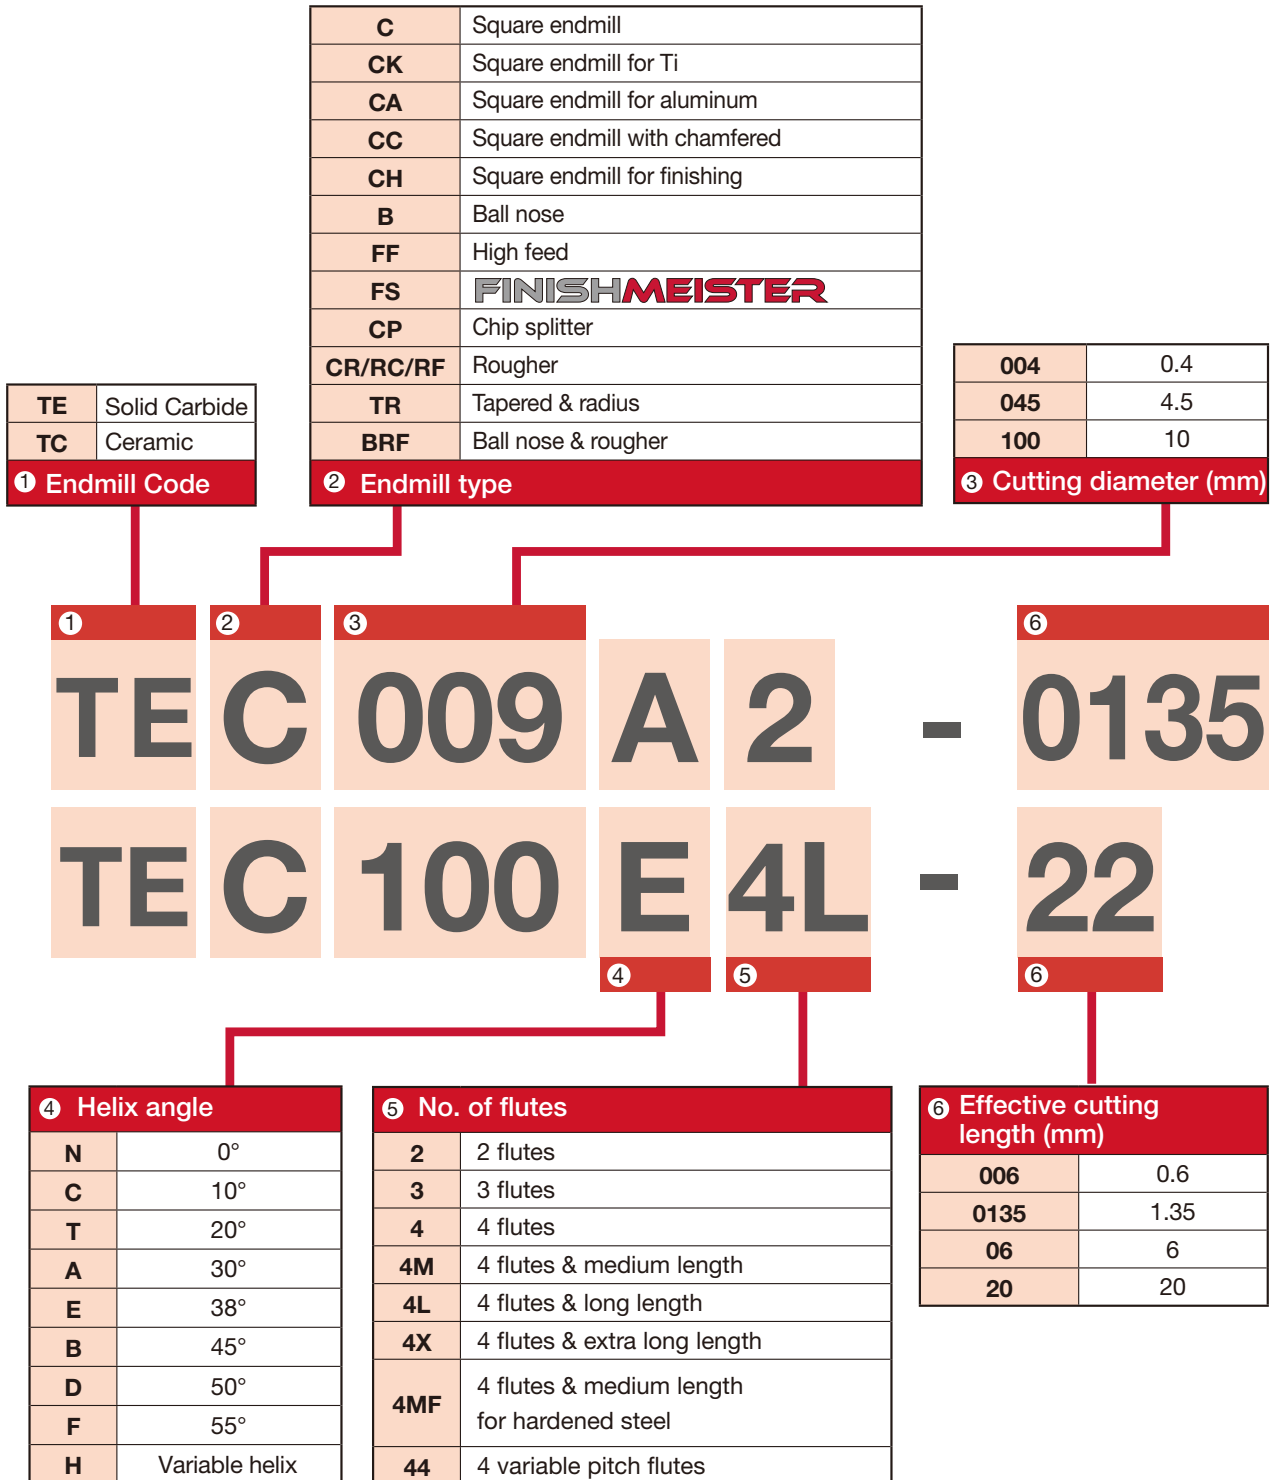 C Square endmill
CK Square endmill for Ti
CA Square endmill for aluminum
CC Square endmill with chamfered
CH Square endmill for finishing
B Ball nose
FF High feed
FS FINISHMEISTER
CP Chip splitter
CR/RC/RF Rougher
TR Tapered & radius
BRF Ball nose & rougher
② Endmill type
TE Solid Carbide
TC Ceramic
① Endmill Code
004 0.4
045 4.5
100 10
③ Cutting diameter (mm)
① ② ③ ⑥
TE C 009 A 2 - 0135
TE C 100 E 4L - 22
④ ⑤ ⑥
④ Helix angle
N 0°
C 10°
T 20°
A 30°
E 38°
B 45°
D 50°
F 55°
H Variable helix
⑤ No. of flutes
2 2 flutes
3 3 flutes
4 4 flutes
4M 4 flutes & medium length
4L 4 flutes & long length
4X 4 flutes & extra long length
4MF 4 flutes & medium length
for hardened steel
44 4 variable pitch flutes
⑥ Effective cutting
length (mm)
006 0.6
0135 1.35
06 6
20 20